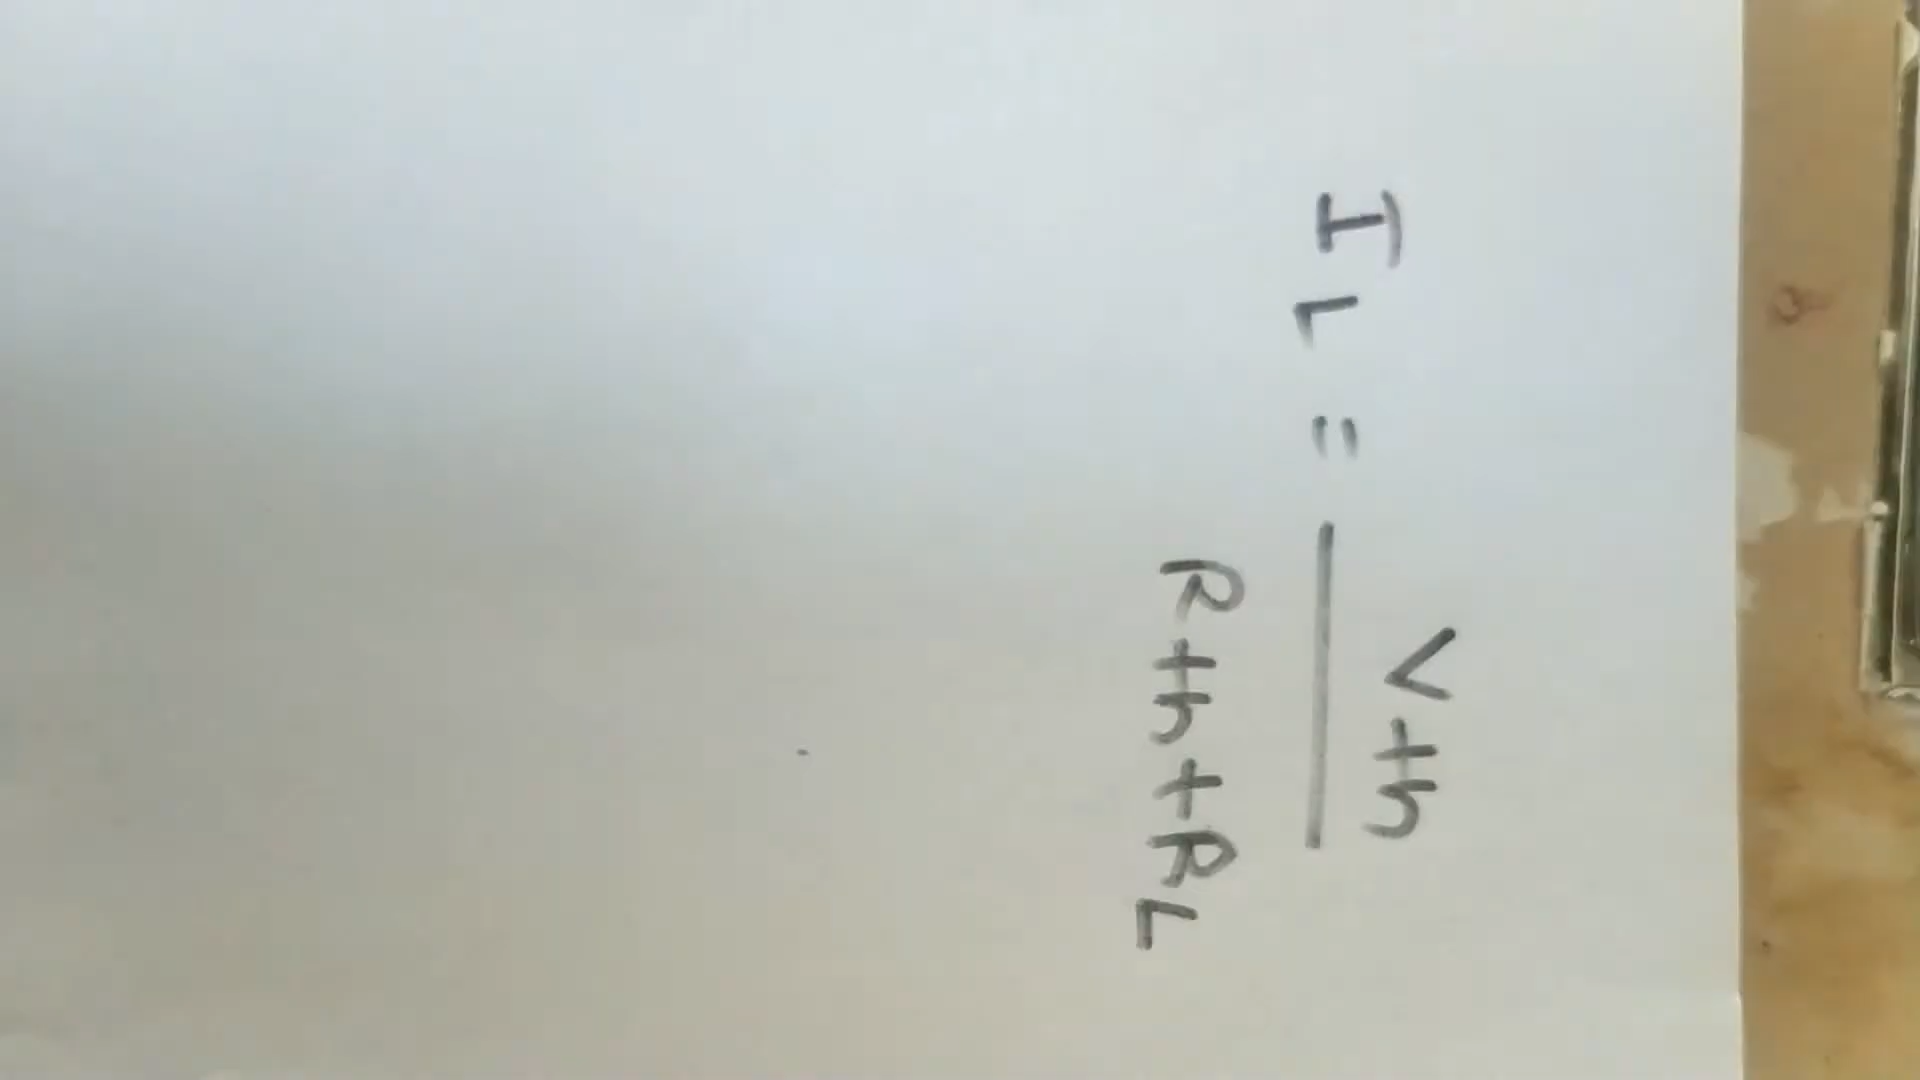 Vth
IL = ―――
Rth+RL